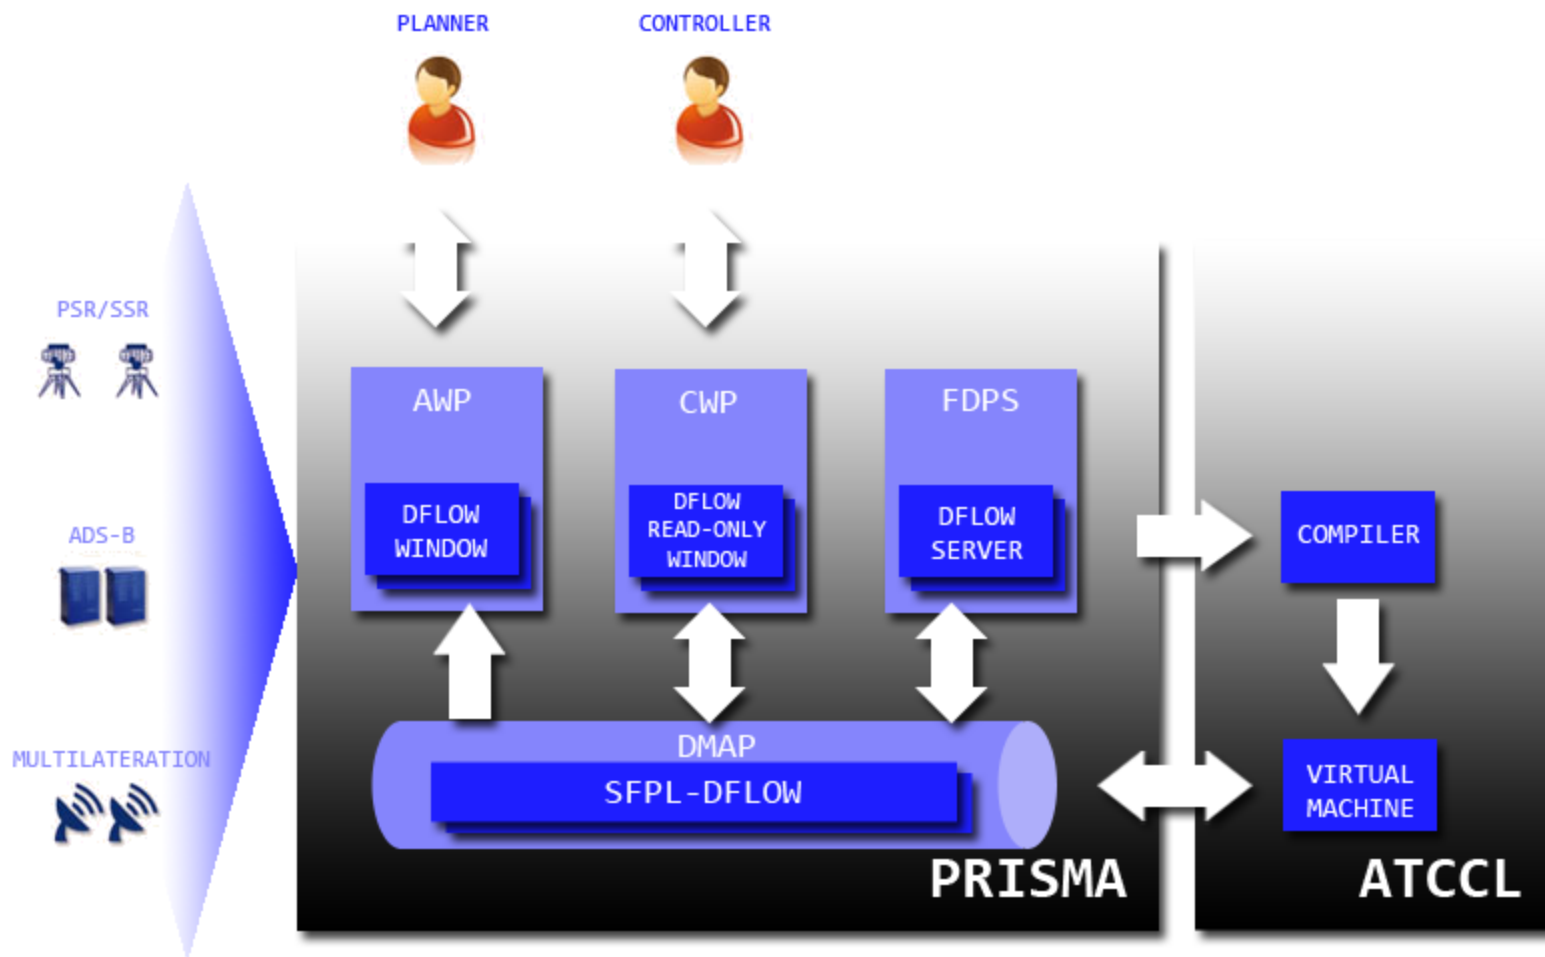 PLANNER
CONTROLLER
PSR/SSR
ADS-B
MULTILATERATION
AWP
DFLOW
WINDOW
CWP
DFLOW
READ-ONLY
WINDOW
FDPS
DFLOW
SERVER
DMAP
SFPL-DFLOW
PRISMA
COMPILER
VIRTUAL
MACHINE
ATCCL